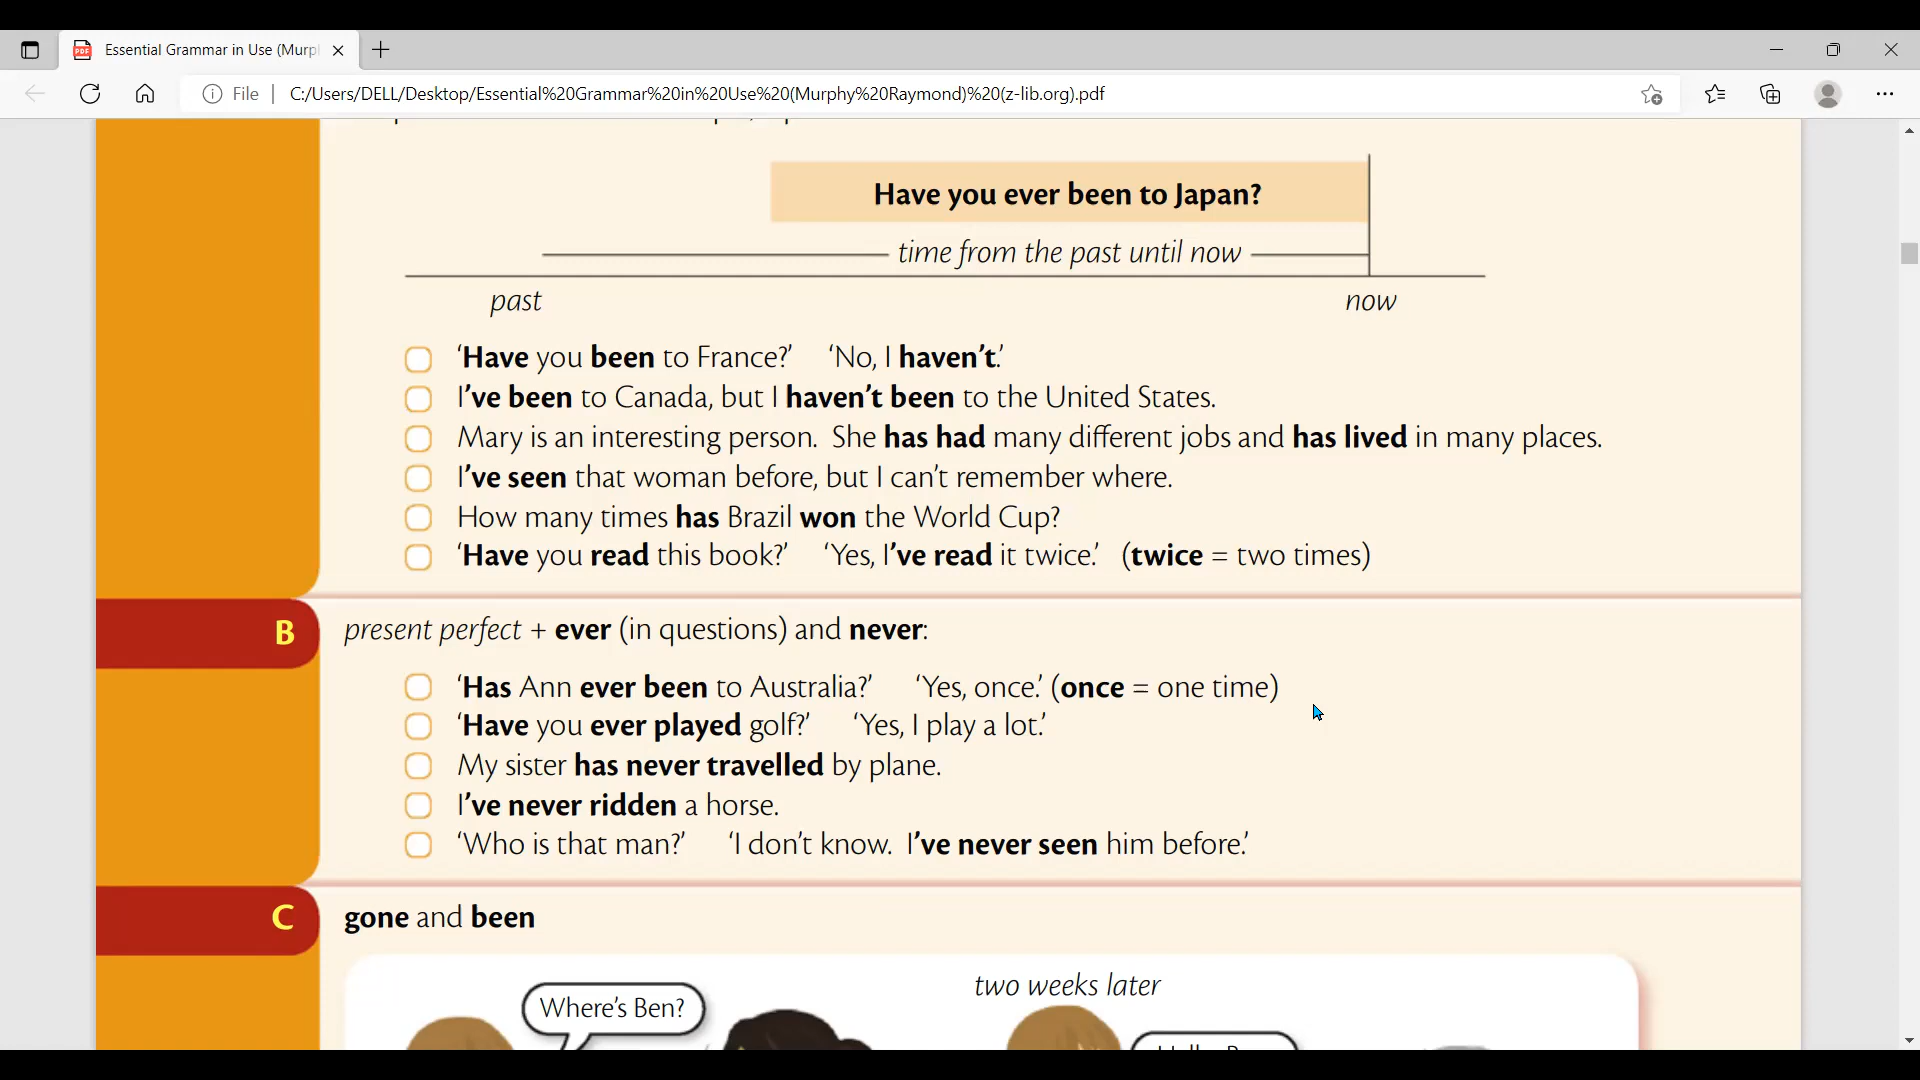 Essential Grammar in Use (Murp
File
C:/Users/DELL/Desktop/Essential%20Grammar%20in%20Use%20(Murphy%20Raymond)%20(z-lib.org).pdf
Have you ever been to Japan?
time from the past until now
past now
‘Have you been to France?’ ‘No, I haven’t.’
I’ve been to Canada, but I haven’t been to the United States.
Mary is an interesting person. She has had many different jobs and has lived in many places.
I’ve seen that woman before, but I can’t remember where.
How many times has Brazil won the World Cup?
‘Have you read this book?’ ‘Yes, I’ve read it twice.’ (twice = two times)
B present perfect + ever (in questions) and never:
‘Has Ann ever been to Australia?’ ‘Yes, once.’ (once = one time)
‘Have you ever played golf?’ ‘Yes, I play a lot.’
My sister has never travelled by plane.
I’ve never ridden a horse.
‘Who is that man?’ ‘I don’t know. I’ve never seen him before.’
C gone and been
two weeks later
Where’s Ben?